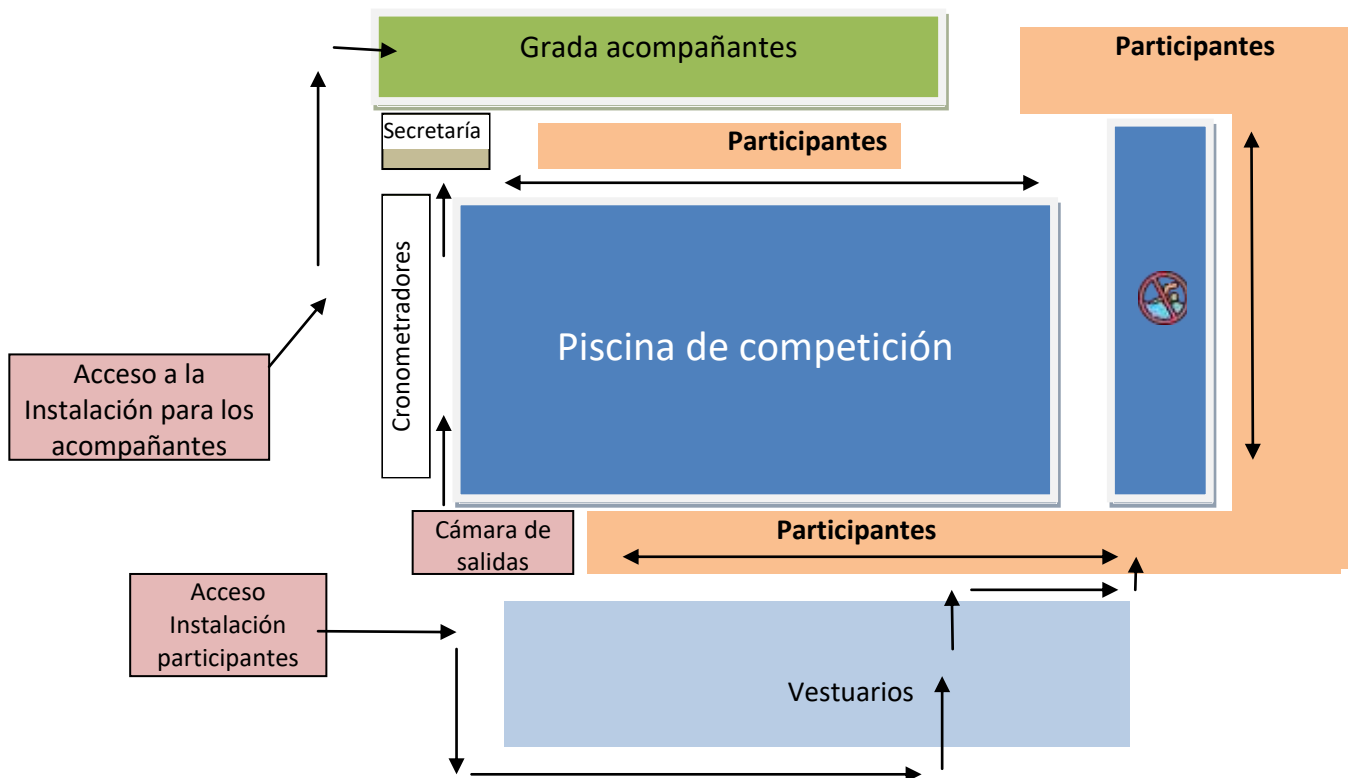 Grada acompañantes
Participantes
Secretaría
Participantes
Cronometradores
Piscina de competición
Acceso a la
Instalación para los
acompañantes
Cámara de
salidas
Participantes
Acceso
Instalación
participantes
Vestuarios